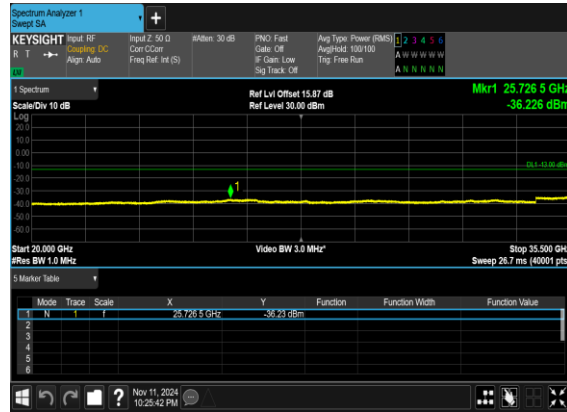 Spectrum Analyzer 1
Swept SA
+
KEYSIGHT Input: RF Input Z: 50 Ω #Atten: 30 dB PNO: Fast Avg Type: Power (RMS) 1 2 3 4 5 6
R T Coupling: DC Corr CCorr Gate: Off Avg|Hold: 100/100 A W W W W W
Align: Auto Freq Ref: Int (S) IF Gain: Low Trig: Free Run A N N N N N
Sig Track: Off
1 Spectrum Ref Lvl Offset 15.87 dB Mkr1 25.726 5 GHz
Scale/Div 10 dB Ref Level 30.00 dBm -36.226 dBm
Log
20.0
10.0
0.00
-10.0 DL1 -13.00 dBm
-20.0
-30.0 1
-40.0
-50.0
-60.0
Start 20.000 GHz Video BW 3.0 MHz* Stop 35.500 GHz
#Res BW 1.0 MHz Sweep 26.7 ms (40001 pts
5 Marker Table
Mode Trace Scale X Y Function Function Width Function Value
1 N 1 f 25.726 5 GHz -36.23 dBm
2
3
4
5
6
? Nov 11, 2024
10:25:42 PM